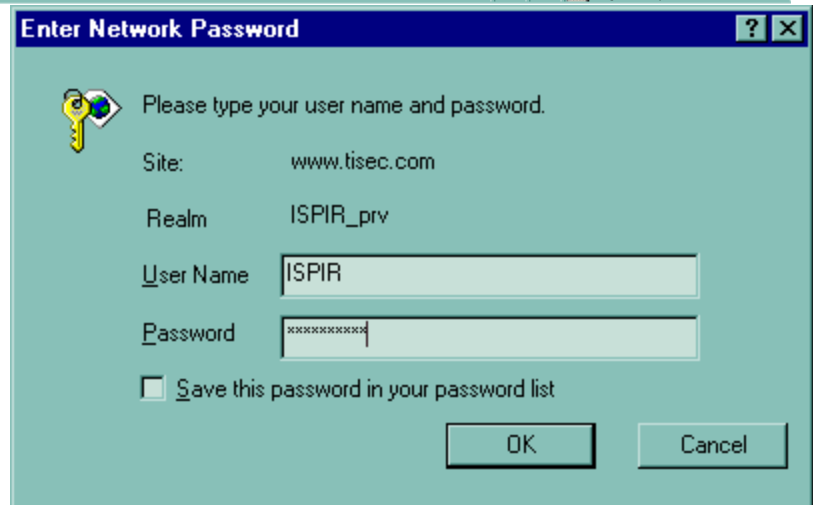 Enter Network Password
Please type your user name and password.
Site: www.tisec.com
Realm ISPIR_prv
User Name ISPIR
Password **********
Save this password in your password list
OK Cancel